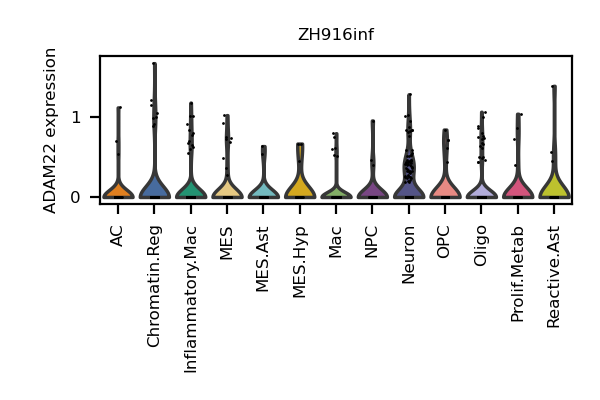 ZH916inf
ADAM22 expression
1
0
AC
Chromatin.Reg
Inflammatory.Mac
MES
MES.Ast
MES.Hyp
Mac
NPC
Neuron
OPC
Oligo
Prolif.Metab
Reactive.Ast